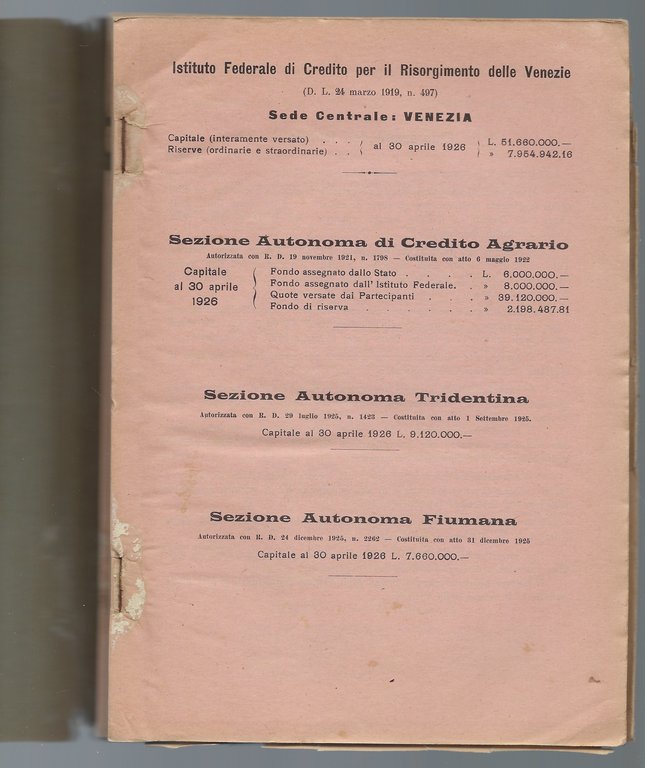 Istituto Federale di Credito per il Risorgimento delle Venezie
(D. L. 24 marzo 1919, n. 497)
Sede Centrale: VENEZIA
Capitale (interamente versato) . . . / al 30 aprile 1926 / L. 51.660.000.—
Riserve (ordinarie e straordinarie) . . \ \ » 7.954.942.16
Sezione Autonoma di Credito Agrario
Autorizzata con R. D. 19 novembre 1921, n. 1798 — Costituita con atto 6 maggio 1922
Capitale al 30 aprile 1926
Fondo assegnato dallo Stato . . . . . L. 6.000.000.—
Fondo assegnato dall' Istituto Federale. . » 8.000.000.—
Quote versate dai Partecipanti . . » 39.120.000.—
Fondo di riserva . . . . . . » 2.198.487.81
Sezione Autonoma Tridentina
Autorizzata con R. D. 29 luglio 1925, n. 1423 — Costituita con atto 1 Settembre 1925.
Capitale al 30 aprile 1926 L. 9.120.000.—
Sezione Autonoma Fiumana
Autorizzata con R. D. 24 dicembre 1925, n. 2262 — Costituita con atto 31 dicembre 1925
Capitale al 30 aprile 1926 L. 7.660.000.—